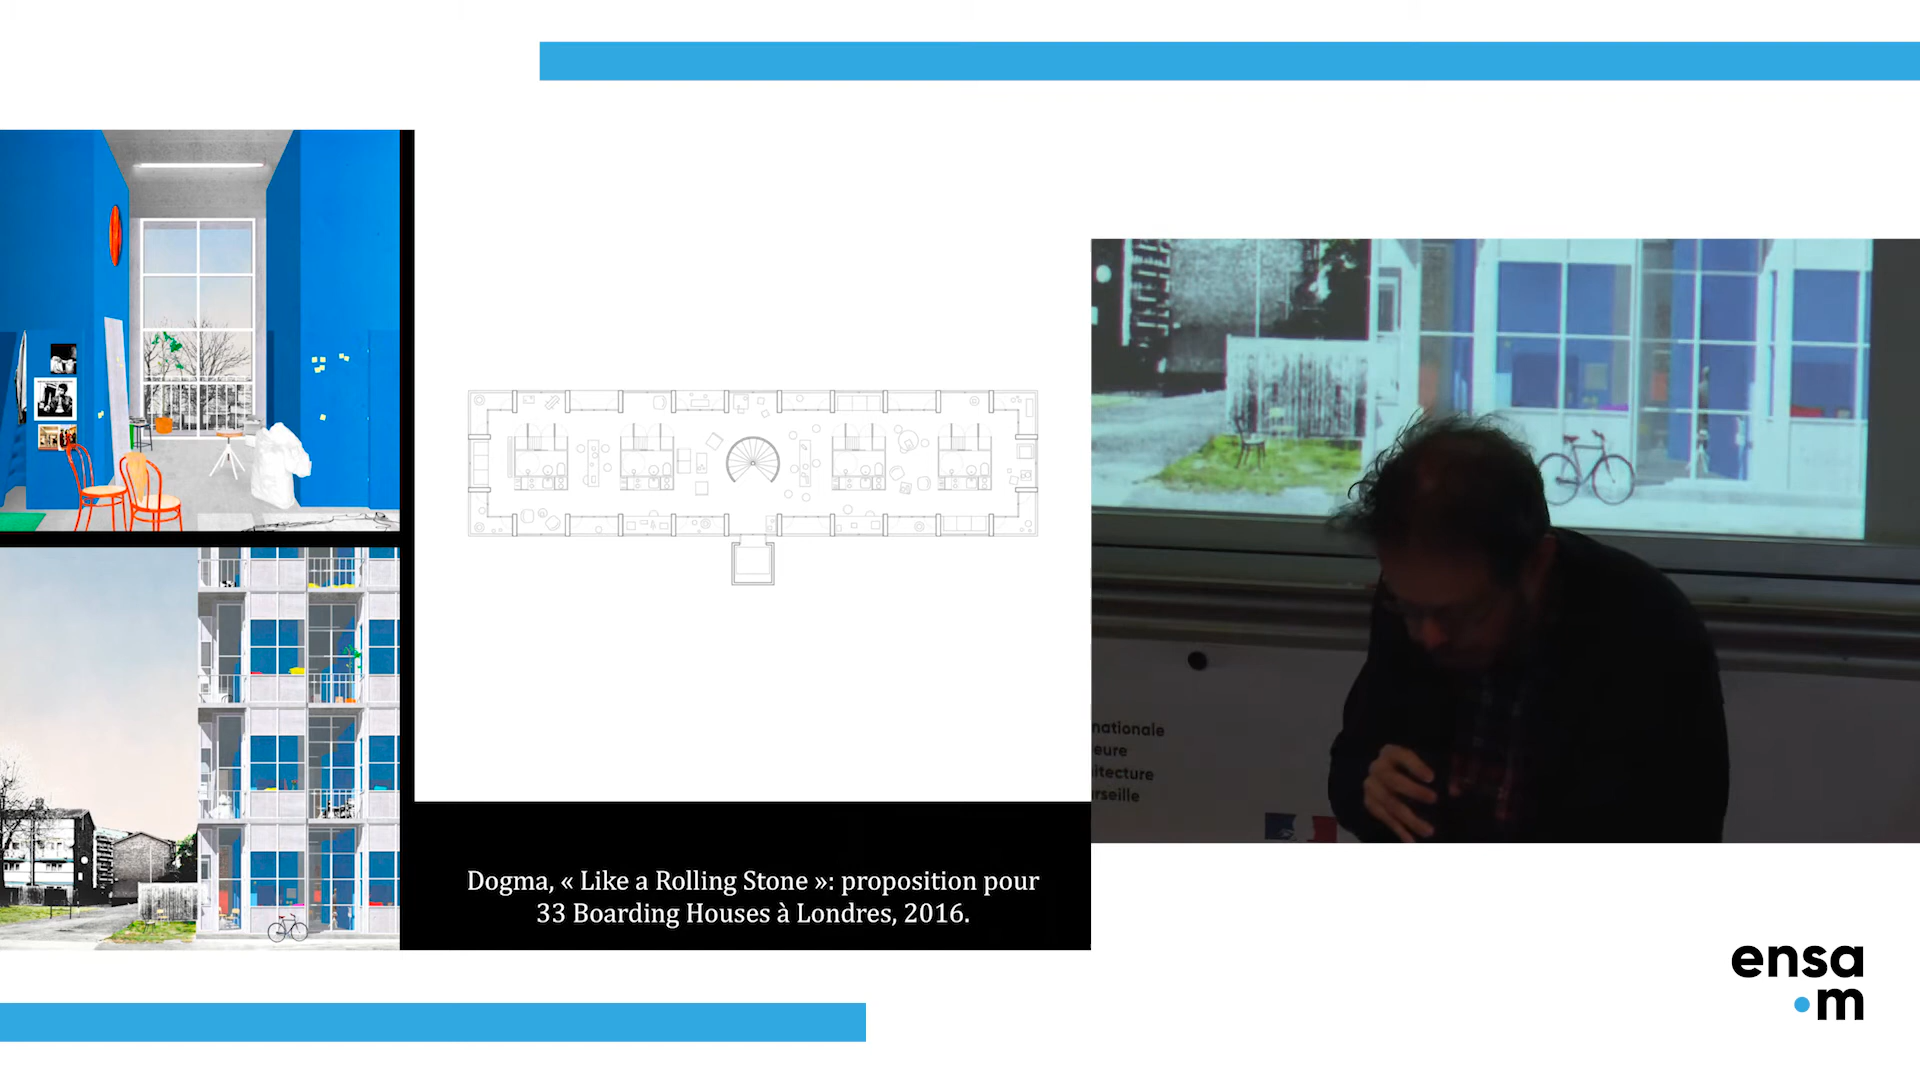 Dogma, « Like a Rolling Stone »: proposition pour
33 Boarding Houses à Londres, 2016.
nationale
eure
itecture
rseille
ensa
•m